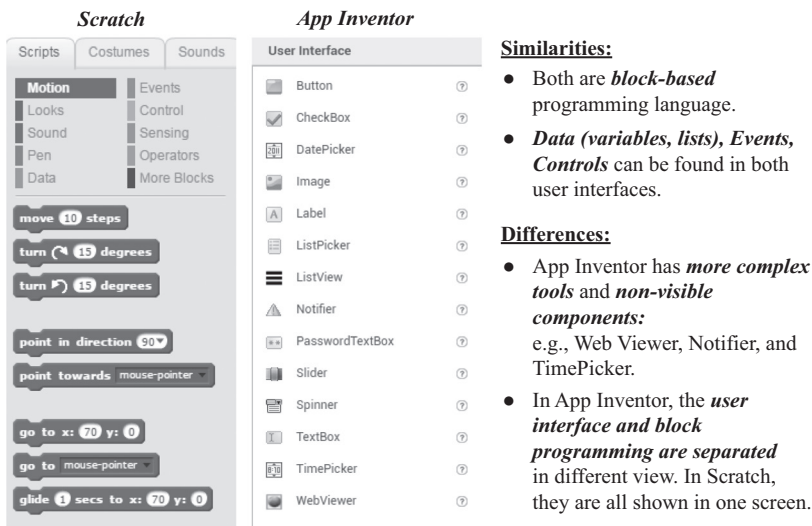 Scratch
App Inventor
Scripts Costumes Sounds
Motion
Looks
Sound
Pen
Data
Events
Control
Sensing
Operators
More Blocks
move 10 steps
turn 15 degrees
turn 15 degrees
point in direction 90
point towards mouse-pointer
go to x: 70 y: 0
go to mouse-pointer
glide 1 secs to x: 70 y: 0
User Interface
Button
CheckBox
DatePicker
Image
Label
ListPicker
ListView
Notifier
PasswordTextBox
Slider
Spinner
TextBox
TimePicker
WebViewer
Similarities:
● Both are block-based
programming language.
● Data (variables, lists), Events,
Controls can be found in both
user interfaces.
Differences:
● App Inventor has more complex
tools and non-visible
components:
e.g., Web Viewer, Notifier, and
TimePicker.
● In App Inventor, the user
interface and block
programming are separated
in different view. In Scratch,
they are all shown in one screen.